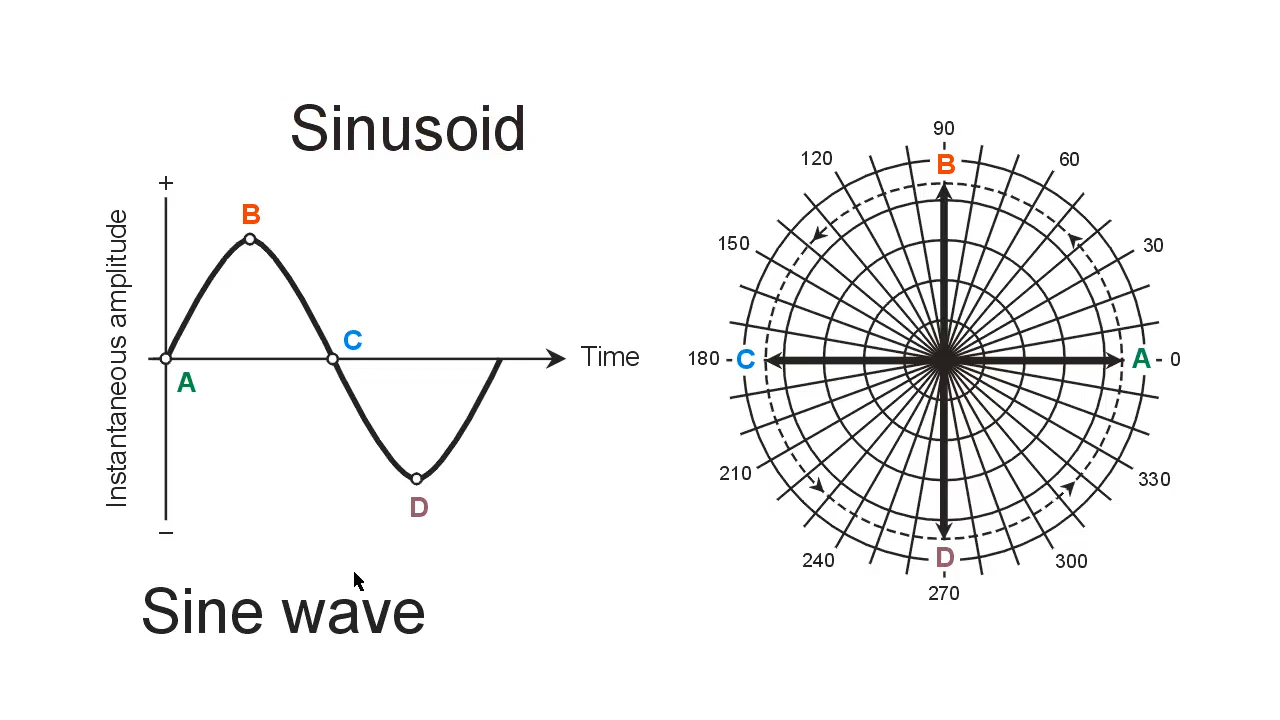 Sinusoid
+
Instantaneous amplitude
B
C
A
Time
D
−
Sine wave
90
120
B
60
150
30
180
C
A
0
210
330
240
D
300
270